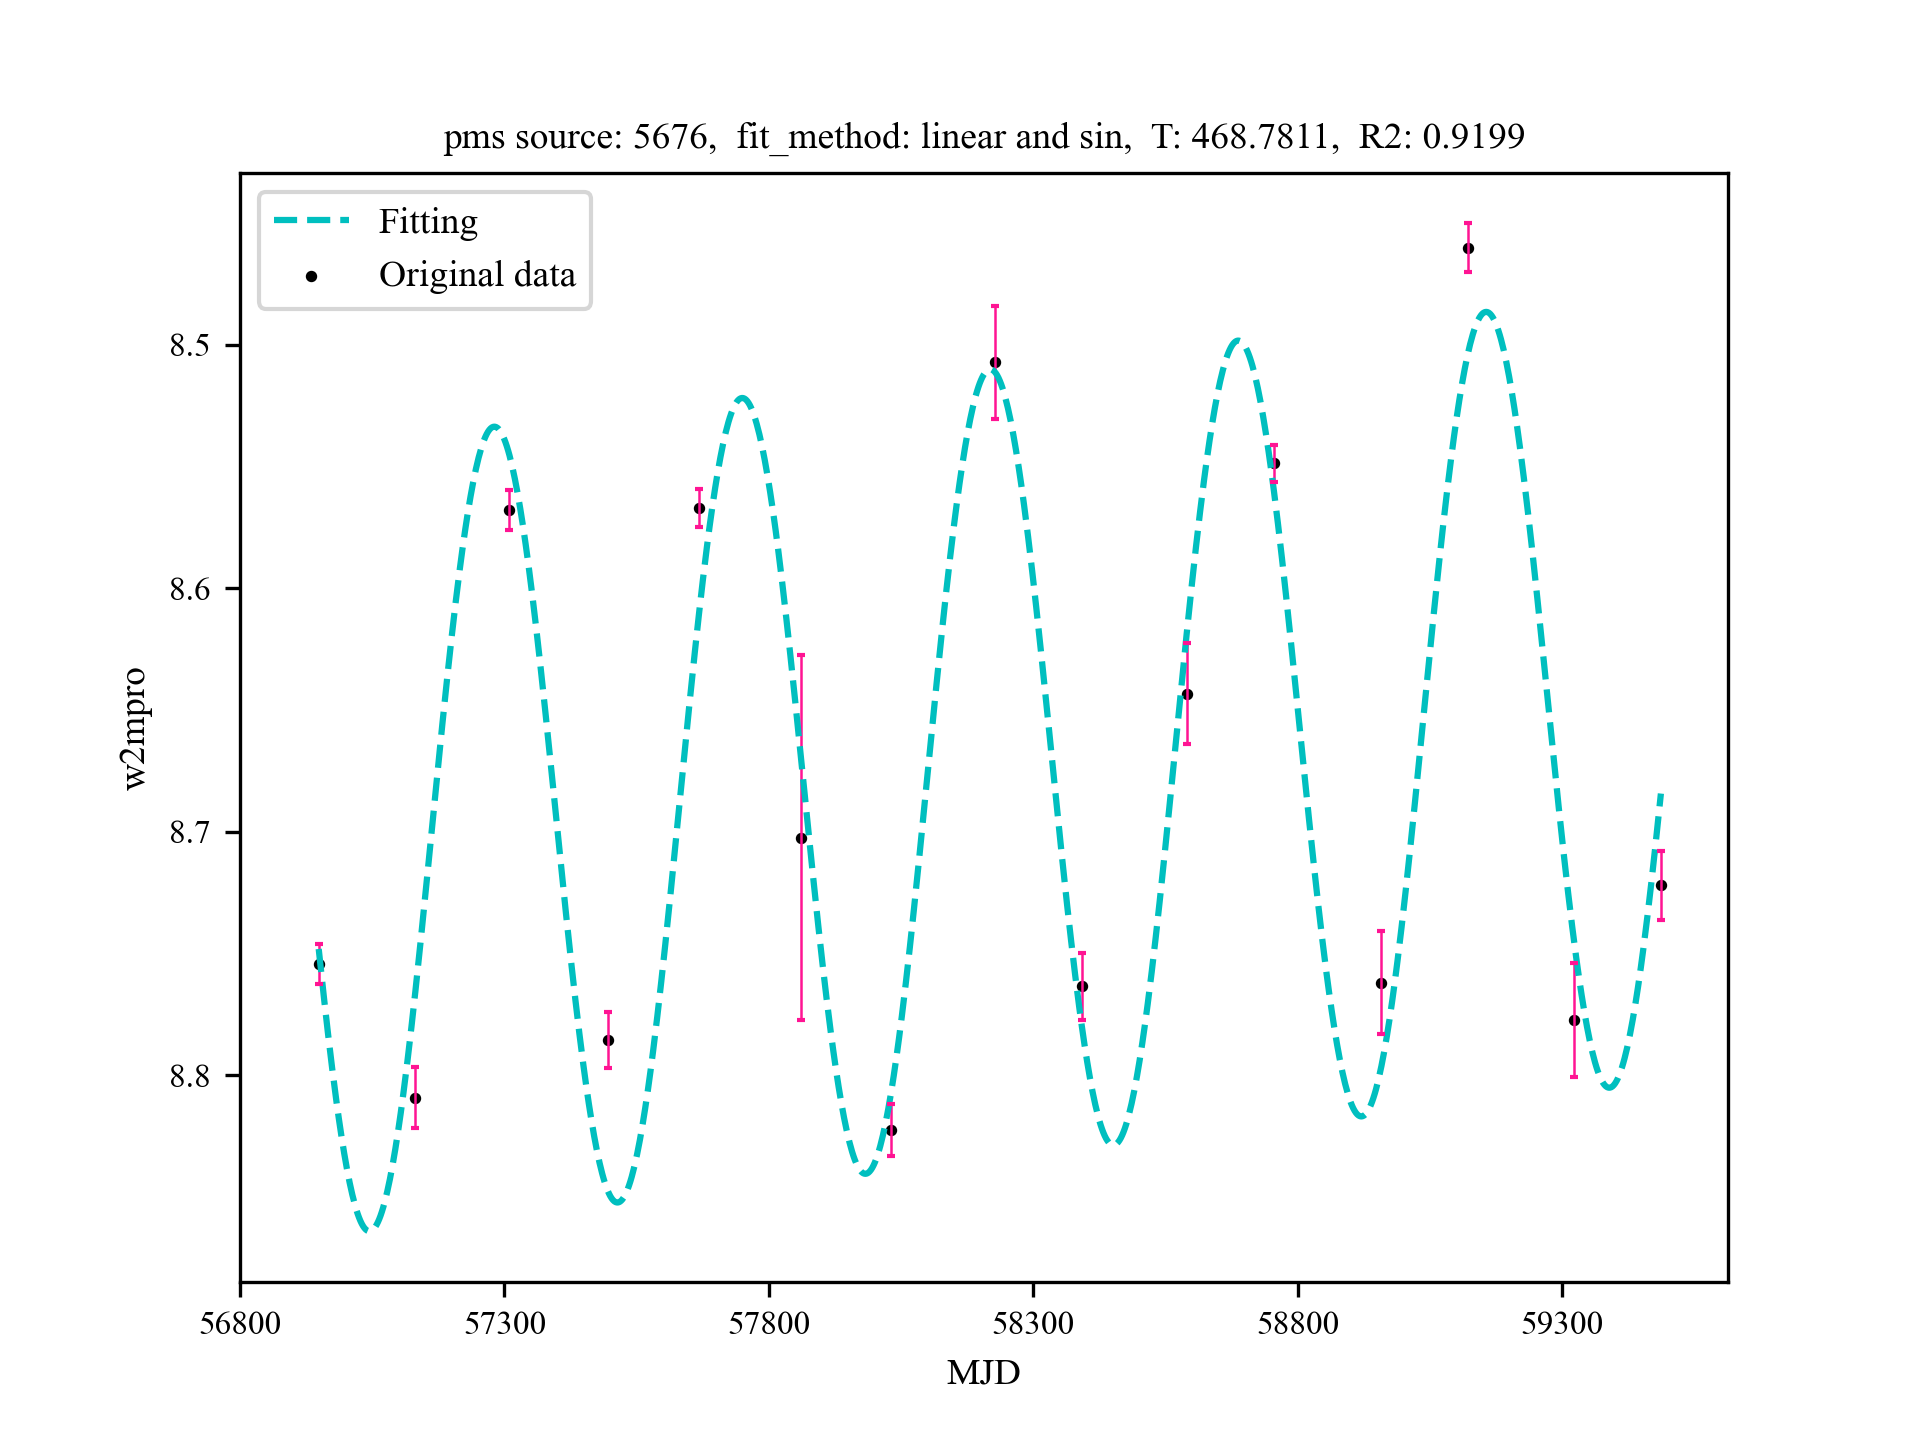 pms source: 5676,  fit_method: linear and sin,  T: 468.7811,  R2: 0.9199
Fitting
Original data
8.5
8.6
8.7
8.8
w2mpro
56800 57300 57800 58300 58800 59300
MJD